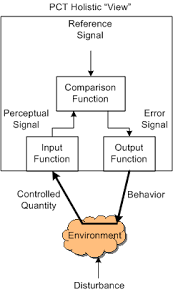 PCT Holistic "View"
Reference
Signal
Comparison
Function
Perceptual
Signal
Error
Signal
Input
Function
Output
Function
Controlled
Quantity
Behavior
Environment
Disturbance